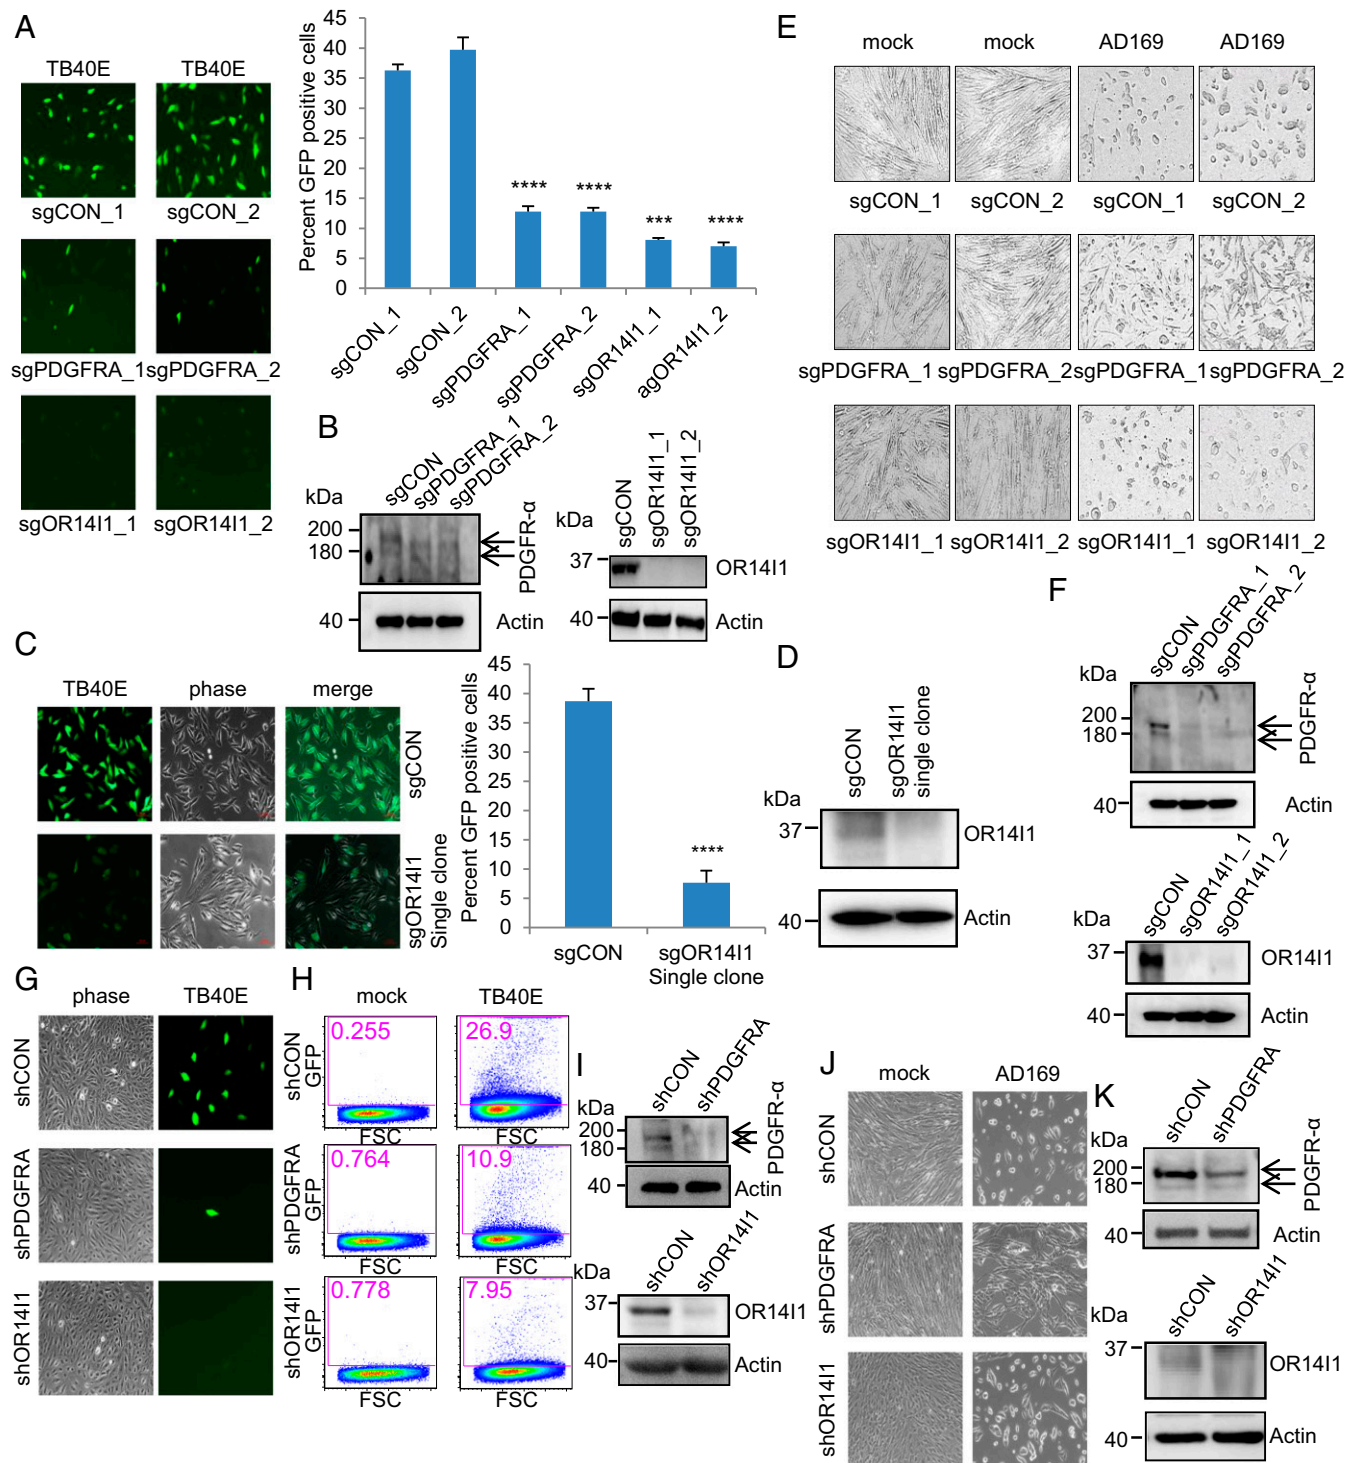 A
TB40E TB40E
sgCON_1 sgCON_2
sgPDGFRA_1 sgPDGFRA_2
sgOR14I1_1 sgOR14I1_2
Percent GFP positive cells
45
40
35
30
25
20
15
10
5
0
**** **** *** ****
sgCON_1 sgCON_2 sgPDGFRA_1 sgPDGFRA_2 sgOR14I1_1 agOR14I1_2
B
sgCON sgPDGFRA_1 sgPDGFRA_2
kDa
200
180
PDGFR-α
40
Actin
sgCON sgOR14I1_1 sgOR14I1_2
kDa
37
OR14I1
40
Actin
C
TB40E phase merge
sgCON
sgOR14I1
Single clone
Percent GFP positive cells
45
40
35
30
25
20
15
10
5
0
****
sgCON sgOR14I1
Single clone
D
sgCON sgOR14I1
single clone
kDa
37
OR14I1
40
Actin
E
mock mock AD169 AD169
sgCON_1 sgCON_2 sgCON_1 sgCON_2
sgPDGFRA_1 sgPDGFRA_2 sgPDGFRA_1 sgPDGFRA_2
sgOR14I1_1 sgOR14I1_2 sgOR14I1_1 sgOR14I1_2
F
sgCON sgPDGFRA_1 sgPDGFRA_2
kDa
200
180
PDGFR-α
40
Actin
sgCON sgOR14I1_1 sgOR14I1_2
kDa
37
OR14I1
40
Actin
G
phase TB40E
shCON
shPDGFRA
shOR14I1
H
mock TB40E
shCON
GFP
0.255 26.9
FSC FSC
shPDGFRA
GFP
0.764 10.9
FSC FSC
shOR14I1
GFP
0.778 7.95
FSC FSC
I
shCON shPDGFRA
kDa
200
180
PDGFR-α
40
Actin
shCON shOR14I1
kDa
37
OR14I1
40
Actin
J
mock AD169
shCON
shPDGFRA
shOR14I1
K
shCON shPDGFRA
kDa
200
180
PDGFR-α
40
Actin
shCON shOR14I1
kDa
37
OR14I1
40
Actin